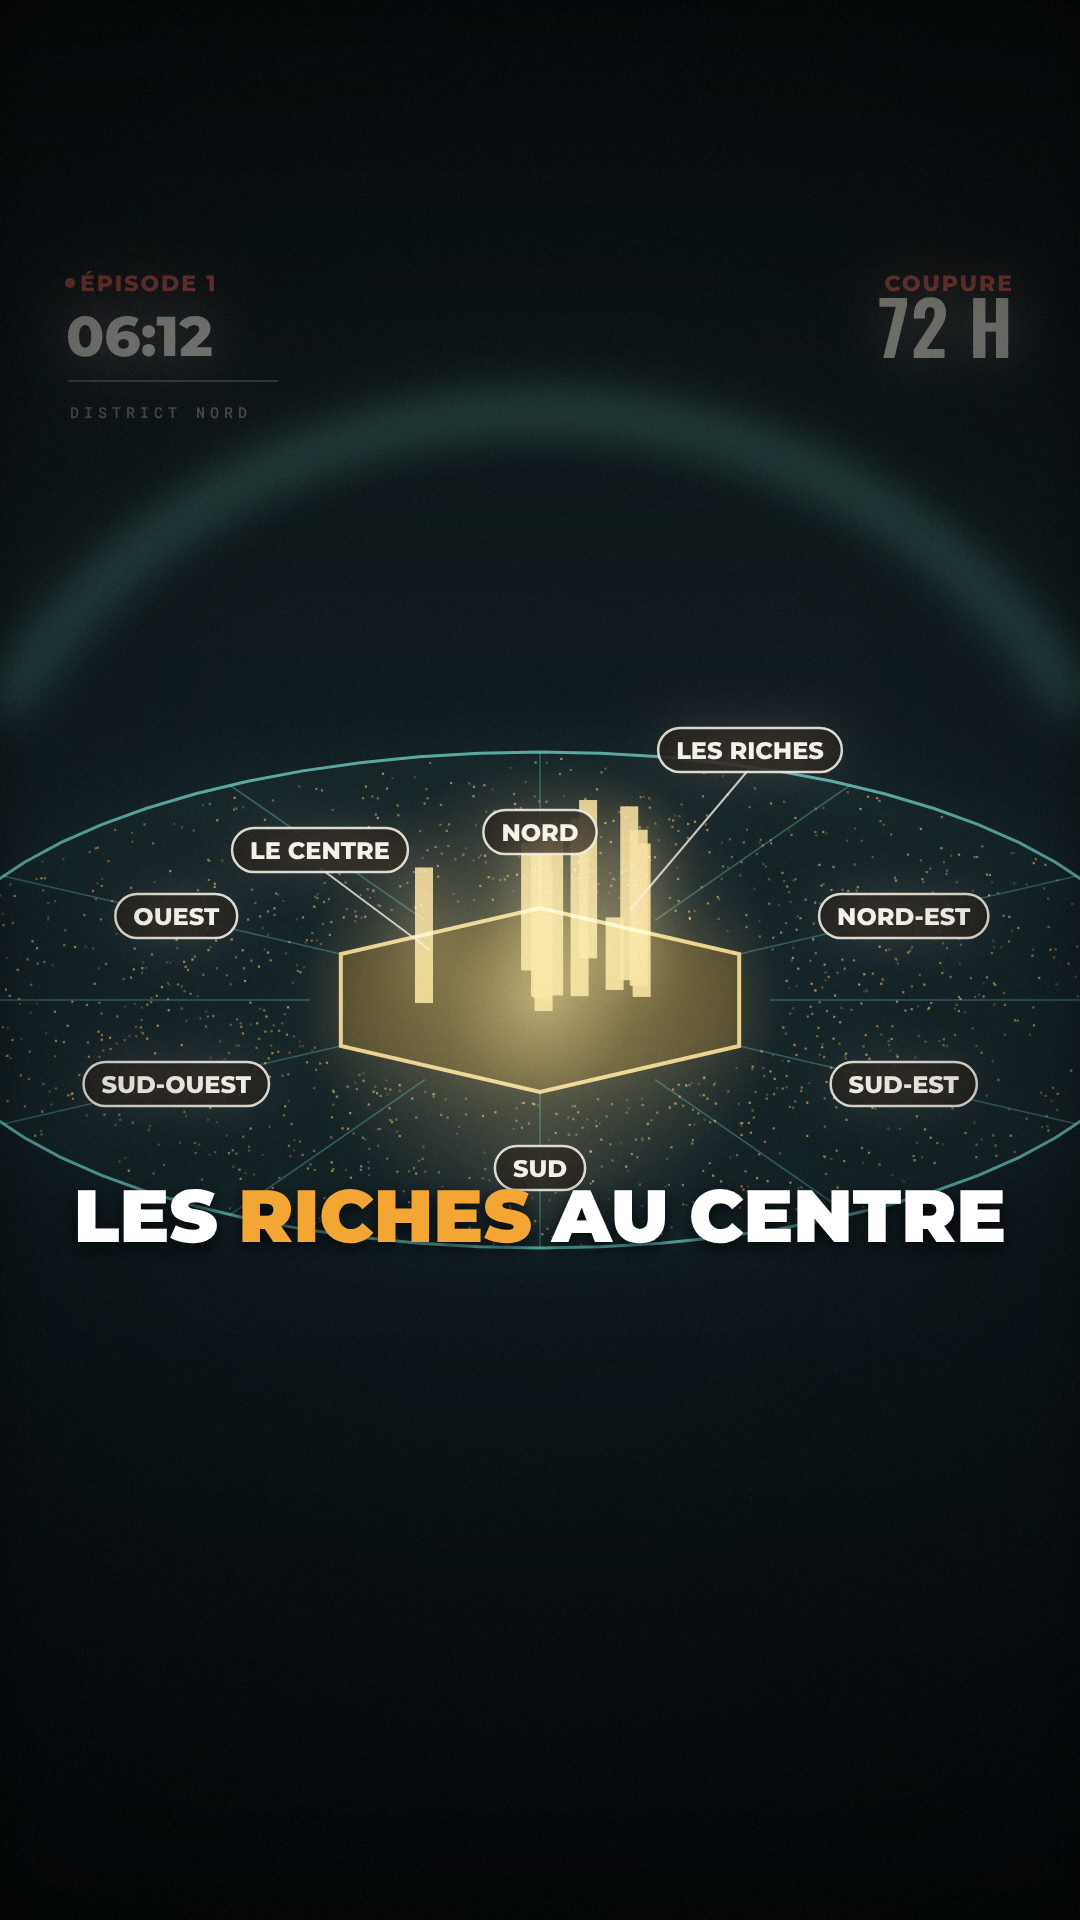 ÉPISODE 1
06:12
DISTRICT NORD
COUPURE
72 H
LES RICHES
NORD
LE CENTRE
OUEST
NORD-EST
SUD-OUEST
SUD-EST
SUD
LES RICHES AU CENTRE